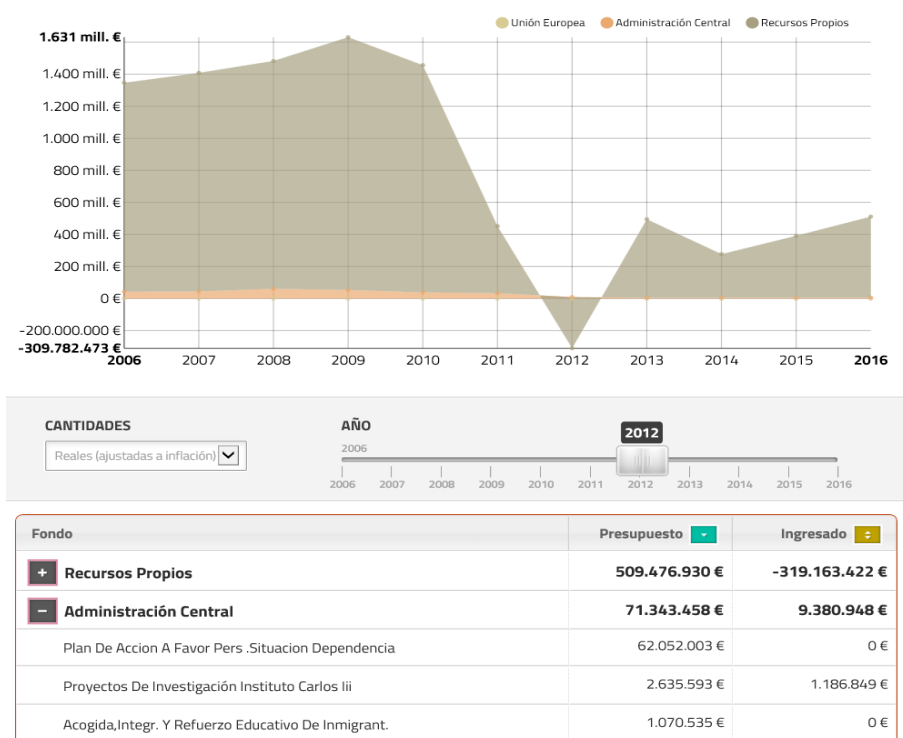 Unión Europea Administración Central Recursos Propios
1.631 mill. €
1.400 mill. €
1.200 mill. €
1.000 mill. €
800 mill. €
600 mill. €
400 mill. €
200 mill. €
0 €
-200.000.000 €
-309.782.473 €
2006 2007 2008 2009 2010 2011 2012 2013 2014 2015 2016
CANTIDADES
Reales (ajustadas a inflación)
AÑO
2012
2006
2006 2007 2008 2009 2010 2011 2012 2013 2014 2015 2016
Fondo Presupuesto Ingresado
+ Recursos Propios 509.476.930 € -319.163.422 €
− Administración Central 71.343.458 € 9.380.948 €
Plan De Accion A Favor Pers .Situacion Dependencia 62.052.003 € 0 €
Proyectos De Investigación Instituto Carlos Iii 2.635.593 € 1.186.849 €
Acogida,Integr. Y Refuerzo Educativo De Inmigrant. 1.070.535 € 0 €